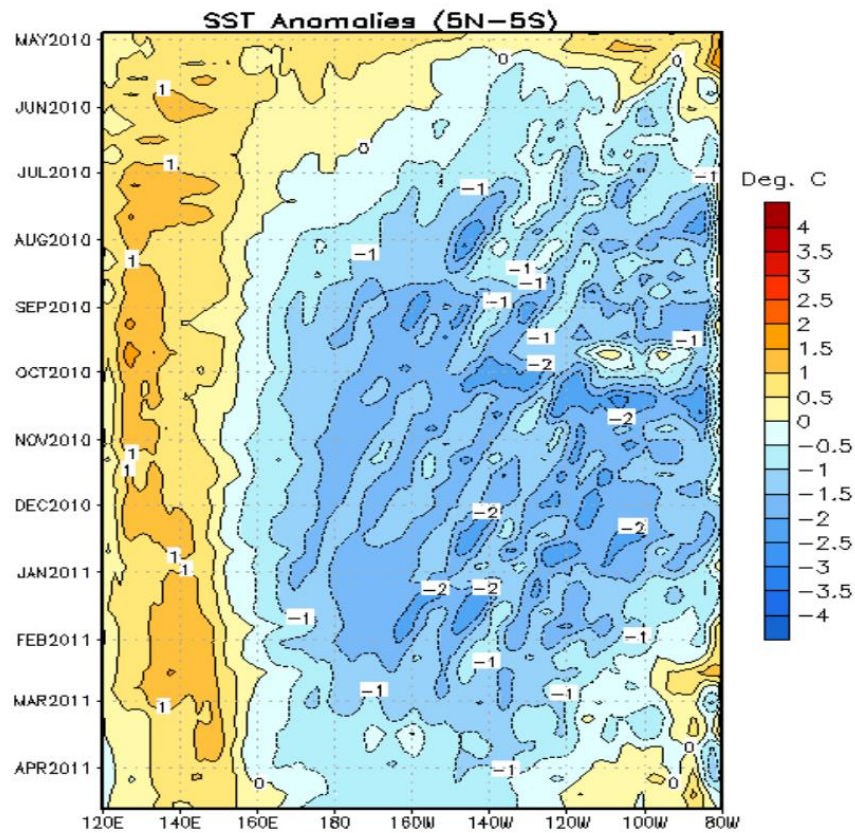 SST Anomalies (5N-5S)
MAY2010
JUN2010
JUL2010
AUG2010
SEP2010
OCT2010
NOV2010
DEC2010
JAN2011
FEB2011
MAR2011
APR2011
120E 140E 160E 180 160W 140W 120W 100W 80W
0 0
1
0
1. -1 -1
1 -1 -1
-1
-1
-1 -1
-2
-2
1
1
-2 -2
1
1
-2 -2
-1 -1
-1 -1
1 -1
0
-1
0 0
Deg. C
4
3.5
3
2.5
2
1.5
1
0.5
0
-0.5
-1
-1.5
-2
-2.5
-3
-3.5
-4